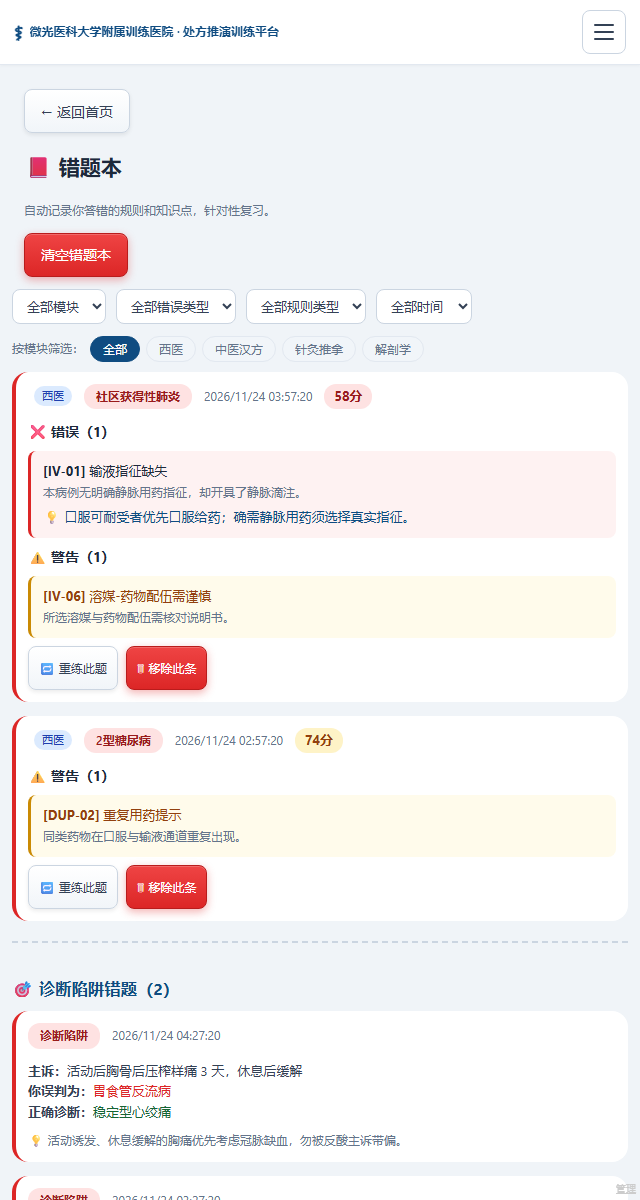 微光医科大学附属训练医院 · 处方推演训练平台
← 返回首页
错题本
自动记录你答错的规则和知识点，针对性复习。
清空错题本
全部模块 全部错误类型 全部规则类型 全部时间
按模块筛选： 全部 西医 中医汉方 针灸推拿 解剖学
西医 社区获得性肺炎 2026/11/24 03:57:20 58分
错误（1）
[IV-01] 输液指征缺失
本病例无明确静脉用药指征，却开具了静脉滴注。
口服可耐受者优先口服给药；确需静脉用药须选择真实指征。
警告（1）
[IV-06] 溶媒-药物配伍需谨慎
所选溶媒与药物配伍需核对说明书。
重练此题 移除此条
西医 2型糖尿病 2026/11/24 02:57:20 74分
警告（1）
[DUP-02] 重复用药提示
同类药物在口服与输液通道重复出现。
重练此题 移除此条
诊断陷阱错题（2）
诊断陷阱 2026/11/24 04:27:20
主诉：活动后胸骨后压榨样痛 3 天，休息后缓解
你误判为：胃食管反流病
正确诊断：稳定型心绞痛
活动诱发、休息缓解的胸痛优先考虑冠脉缺血，勿被反酸主诉带偏。
诊断陷阱 2026/11/24 03:27:20
管理